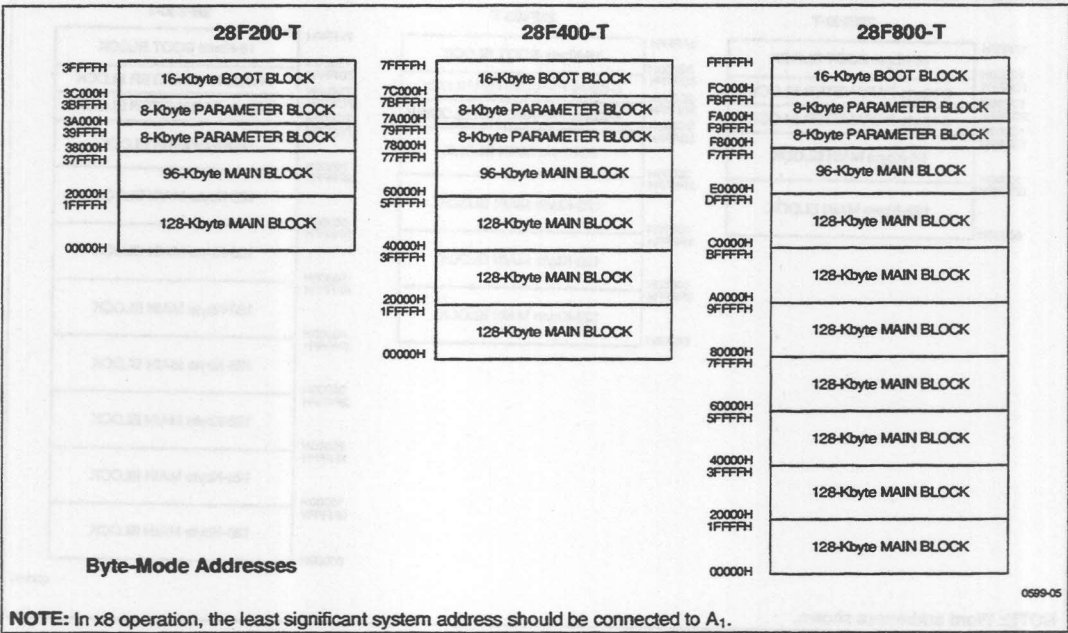 28F200-T
3FFFFH
16-Kbyte BOOT BLOCK
3C000H
3BFFFH
8-Kbyte PARAMETER BLOCK
3A000H
39FFFH
8-Kbyte PARAMETER BLOCK
38000H
37FFFH
96-Kbyte MAIN BLOCK
20000H
1FFFFH
128-Kbyte MAIN BLOCK
00000H
28F400-T
7FFFFH
16-Kbyte BOOT BLOCK
7C000H
7BFFFH
8-Kbyte PARAMETER BLOCK
7A000H
79FFFH
8-Kbyte PARAMETER BLOCK
78000H
77FFFH
96-Kbyte MAIN BLOCK
60000H
5FFFFH
128-Kbyte MAIN BLOCK
40000H
3FFFFH
128-Kbyte MAIN BLOCK
20000H
1FFFFH
128-Kbyte MAIN BLOCK
00000H
28F800-T
FFFFFH
16-Kbyte BOOT BLOCK
FC000H
FBFFFH
8-Kbyte PARAMETER BLOCK
FA000H
F9FFFH
8-Kbyte PARAMETER BLOCK
F8000H
F7FFFH
96-Kbyte MAIN BLOCK
E0000H
DFFFFH
128-Kbyte MAIN BLOCK
C0000H
BFFFFH
128-Kbyte MAIN BLOCK
A0000H
9FFFFH
128-Kbyte MAIN BLOCK
80000H
7FFFFH
128-Kbyte MAIN BLOCK
60000H
5FFFFH
128-Kbyte MAIN BLOCK
40000H
3FFFFH
128-Kbyte MAIN BLOCK
20000H
1FFFFH
128-Kbyte MAIN BLOCK
00000H
Byte-Mode Addresses
0599-05
NOTE: In x8 operation, the least significant system address should be connected to A₁.